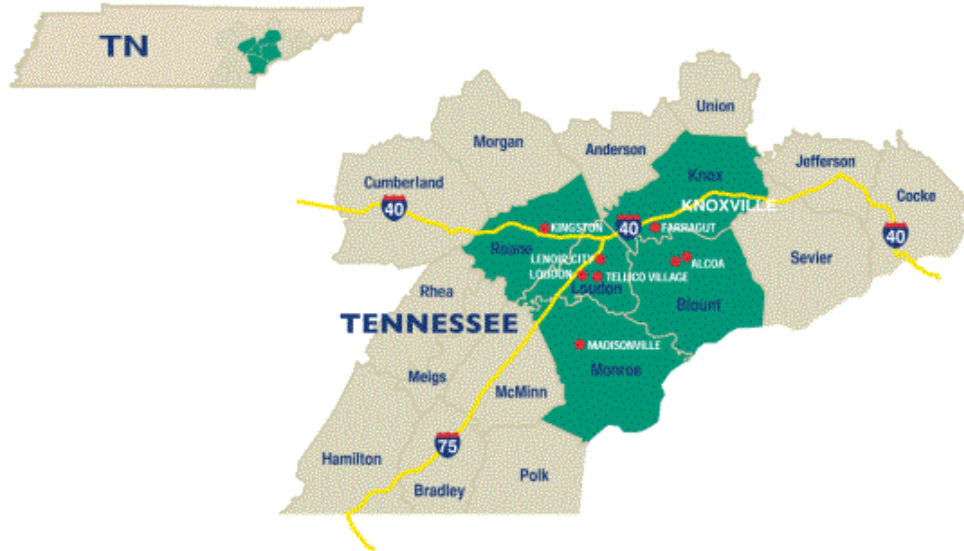 TN
Union
Morgan
Anderson
Jefferson
Knox
Cumberland
Cocke
40
KNOXVILLE
40
KINGSTON
FARRAGUT
40
Roane
LENOIR CITY
ALCOA
Sevier
LOUDON
TELLICO VILLAGE
Rhea
Loudon
Blount
TENNESSEE
MADISONVILLE
Monroe
Meigs
McMinn
75
Hamilton
Polk
Bradley